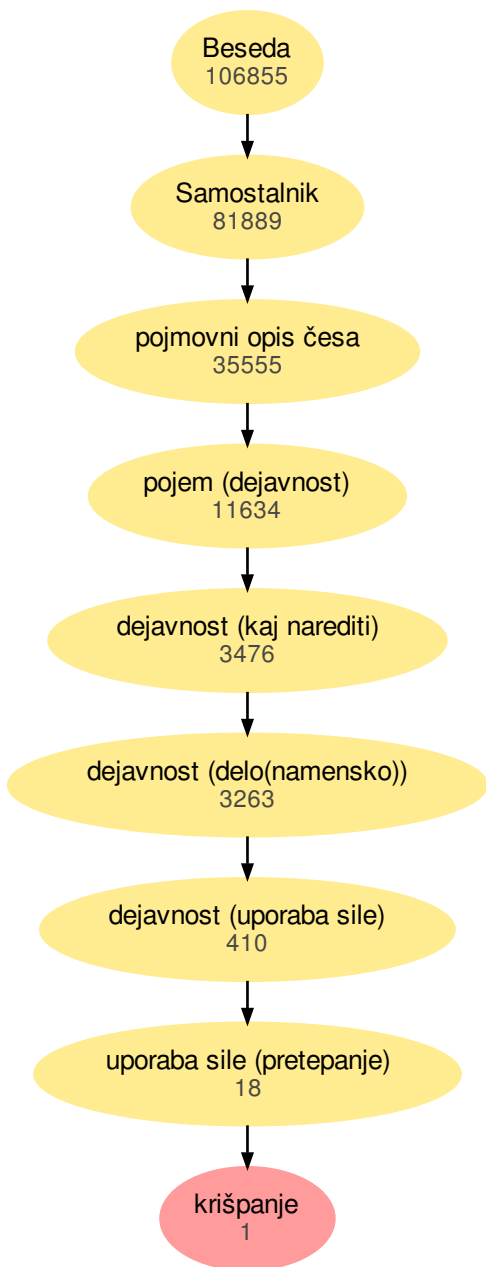 Beseda
106855
Samostalnik
81889
pojmovni opis česa
35555
pojem (dejavnost)
11634
dejavnost (kaj narediti)
3476
dejavnost (delo(namensko))
3263
dejavnost (uporaba sile)
410
uporaba sile (pretepanje)
18
krišpanje
1